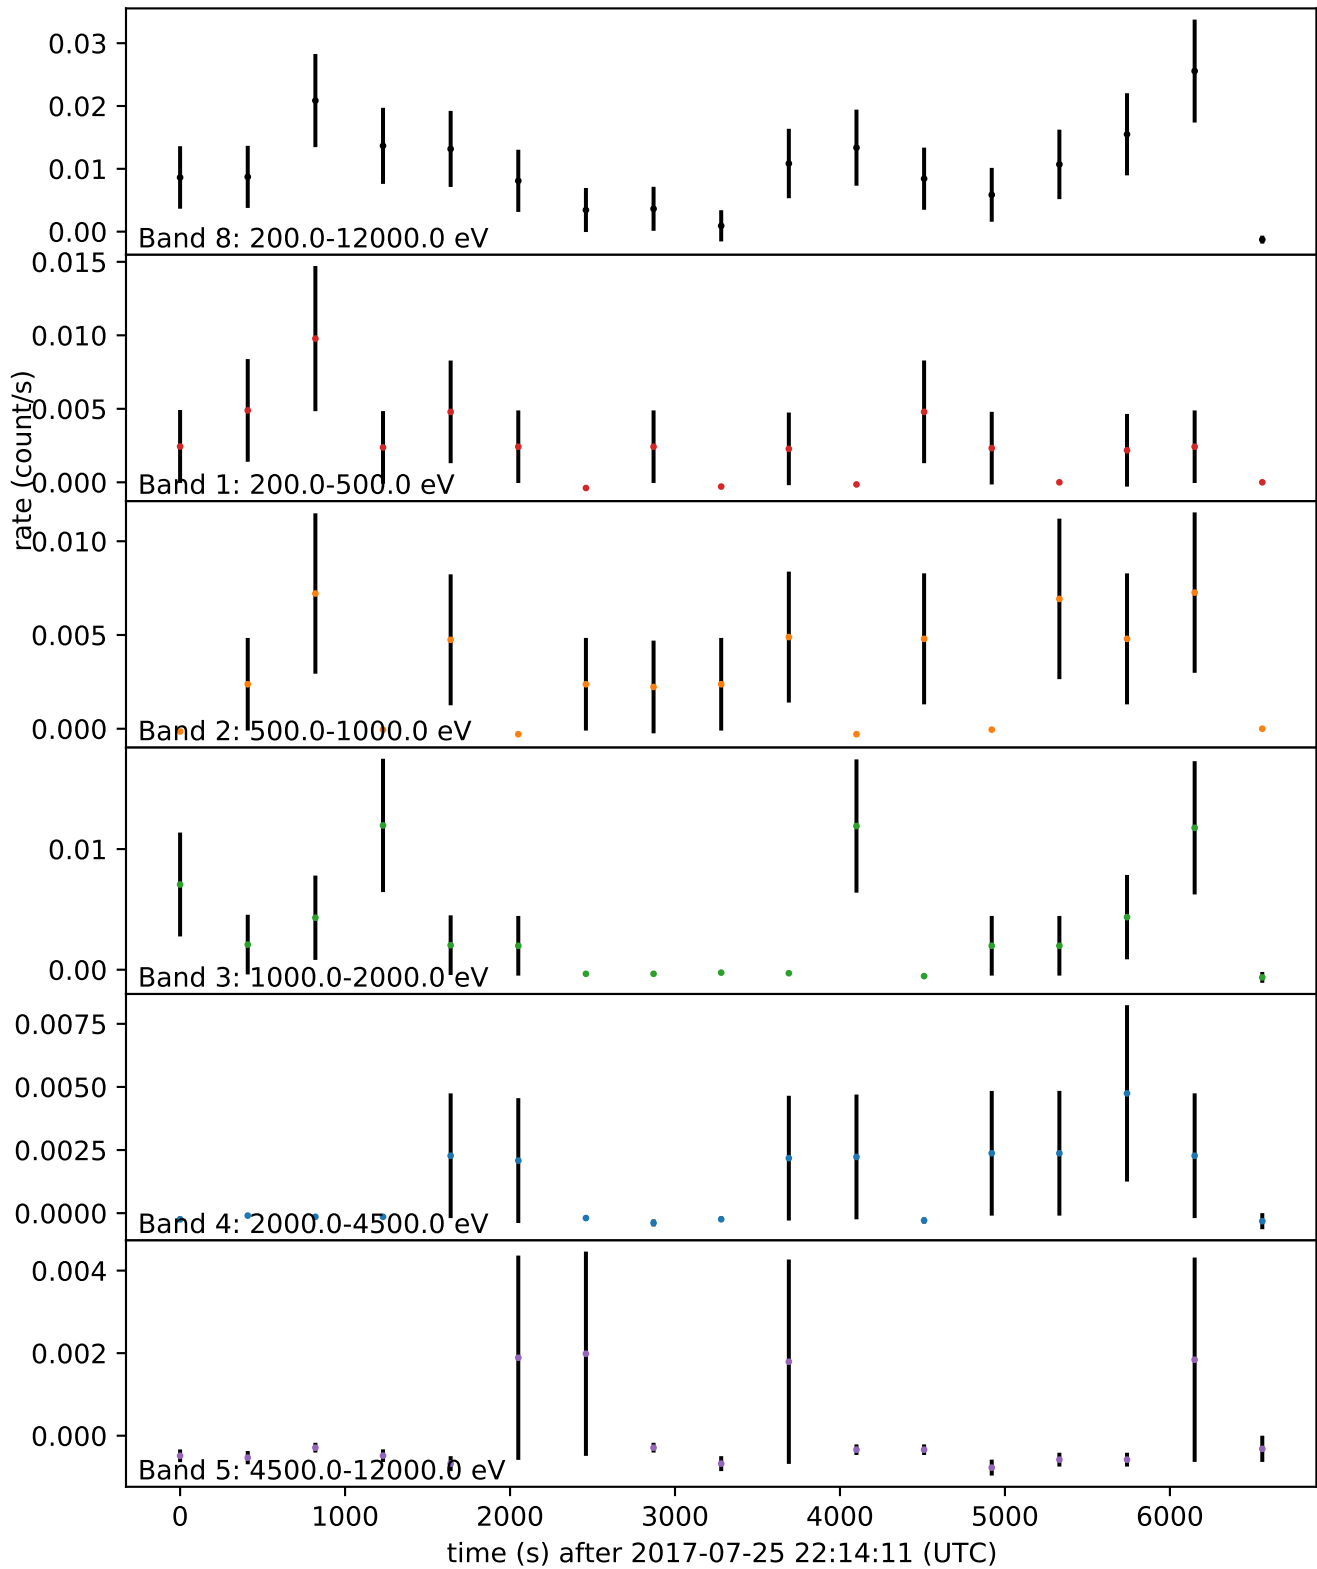 0.03
0.02
0.01
0.00
Band 8: 200.0-12000.0 eV
0.015
0.010
0.005
0.000
Band 1: 200.0-500.0 eV
rate (count/s)
0.010
0.005
0.000
Band 2: 500.0-1000.0 eV
0.01
0.00
Band 3: 1000.0-2000.0 eV
0.0075
0.0050
0.0025
0.0000
Band 4: 2000.0-4500.0 eV
0.004
0.002
0.000
Band 5: 4500.0-12000.0 eV
0 1000 2000 3000 4000 5000 6000
time (s) after 2017-07-25 22:14:11 (UTC)